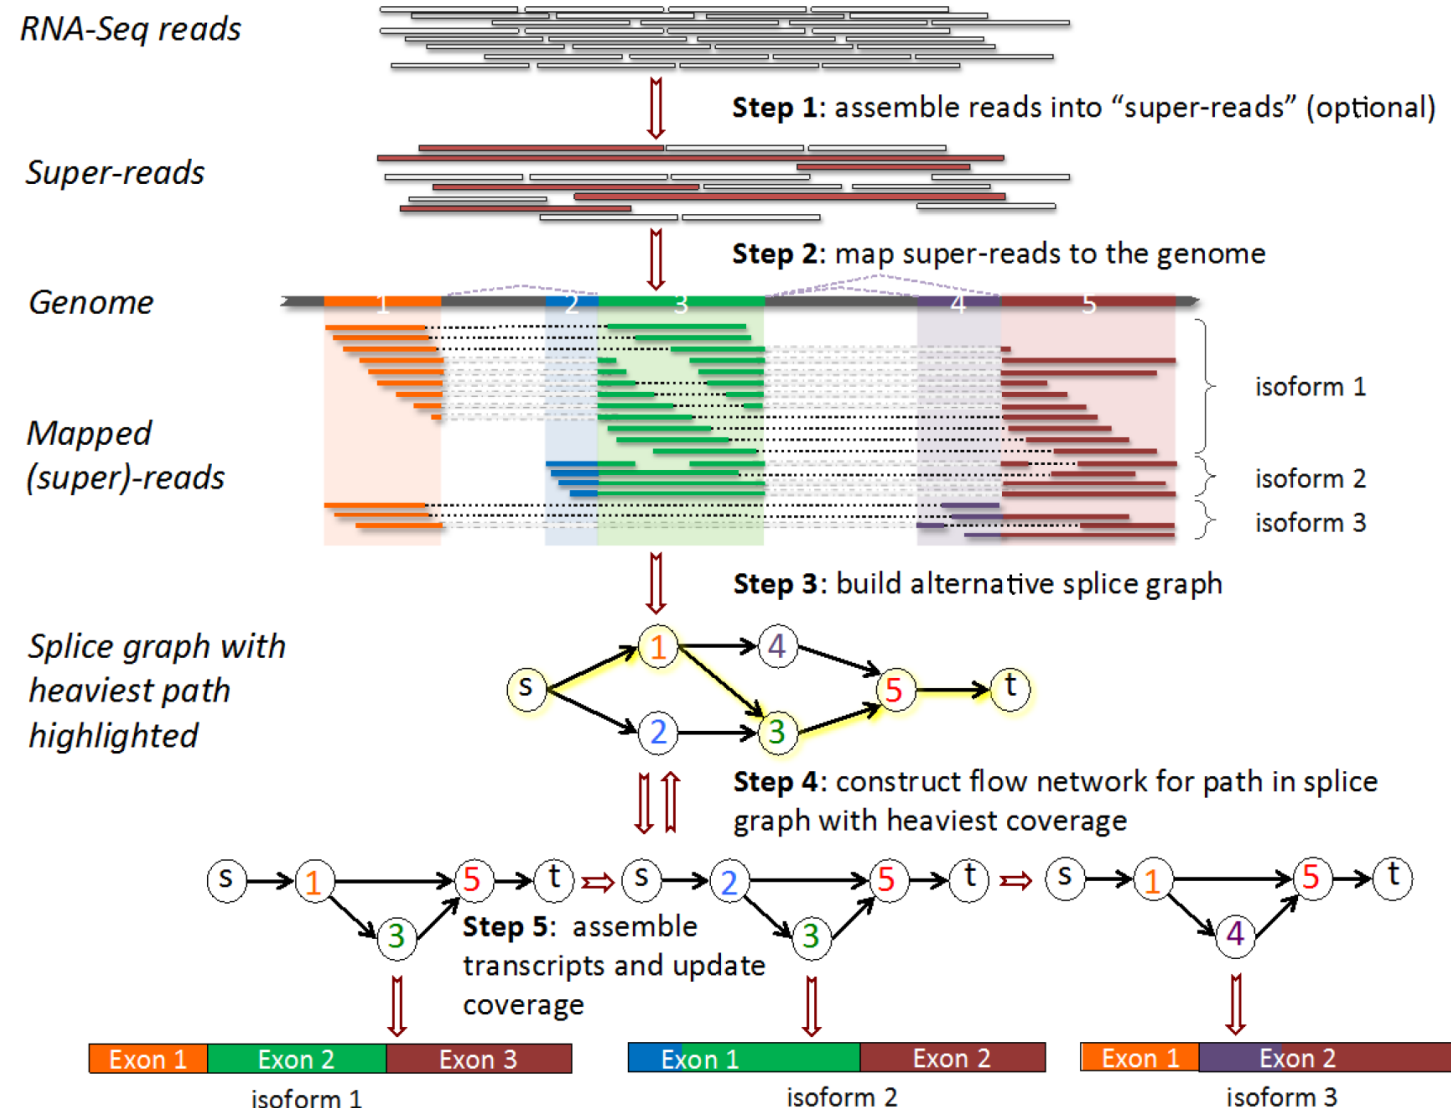 RNA-Seq reads
Step 1: assemble reads into “super-reads” (optional)
Super-reads
Step 2: map super-reads to the genome
Genome
1 2 3 4 5
isoform 1
Mapped
(super)-reads
isoform 2
isoform 3
Step 3: build alternative splice graph
Splice graph with
heaviest path
highlighted
1 4
s 5 t
2 3
Step 4: construct flow network for path in splice
graph with heaviest coverage
s 1 5 t s 2 5 t s 1 5 t
3 3 4
Step 5: assemble
transcripts and update
coverage
Exon 1 Exon 2 Exon 3 Exon 1 Exon 2 Exon 1 Exon 2
isoform 1 isoform 2 isoform 3